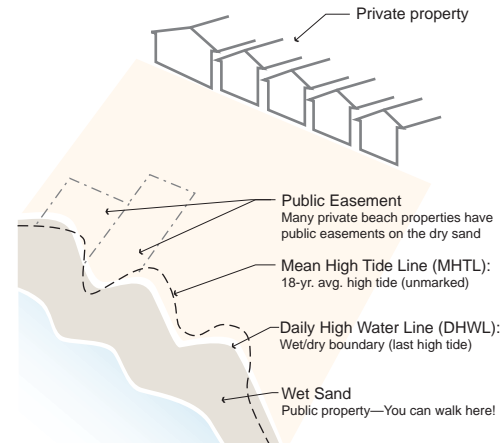 Private property
Public Easement
Many private beach properties have
public easements on the dry sand
Mean High Tide Line (MHTL):
18-yr. avg. high tide (unmarked)
Daily High Water Line (DHWL):
Wet/dry boundary (last high tide)
Wet Sand
Public property—You can walk here!